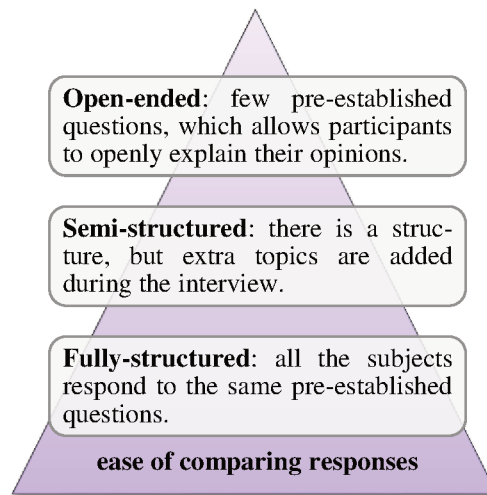 Open-ended: few pre-established
questions, which allows participants
to openly explain their opinions.
Semi-structured: there is a struc-
ture, but extra topics are added
during the interview.
Fully-structured: all the subjects
respond to the same pre-established
questions.
ease of comparing responses